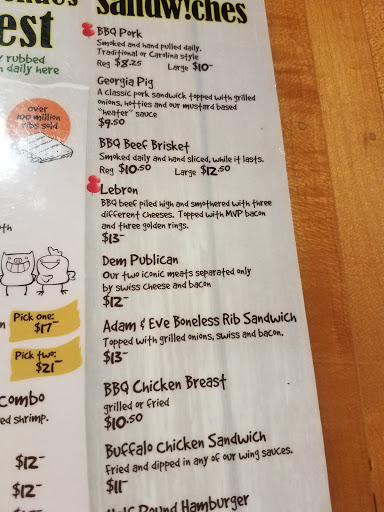 est
rubbed
daily here
over
100 million
ribs sold
Pick one:
$17-
Pick two:
$21-
Combo
ed shrimp.
$12-
$12-
Sandw!ches
BBQ Pork
Smoked and hand pulled daily.
Traditional or Carolina style
Reg $8.25 Large $10-
Georgia Pig
A classic pork sandwich topped with grilled
onions, hotties and our mustard based
"heater" sauce
$9.50
BBQ Beef Brisket
Smoked daily and hand sliced, while it lasts.
Reg $10.50 Large $12.50
Lebron
BBQ beef piled high and smothered with three
different cheeses. Topped with MVP bacon
and three golden rings.
$13-
Dem Publican
Our two iconic meats separated only
by swiss cheese and bacon
$12-
Adam & Eve Boneless Rib Sandwich
Topped with grilled onions, swiss and bacon.
$13-
BBQ Chicken Breast
grilled or fried
$10.50
Buffalo Chicken Sandwich
Fried and dipped in any of our wing sauces.
$11-
Half Pound Hamburger